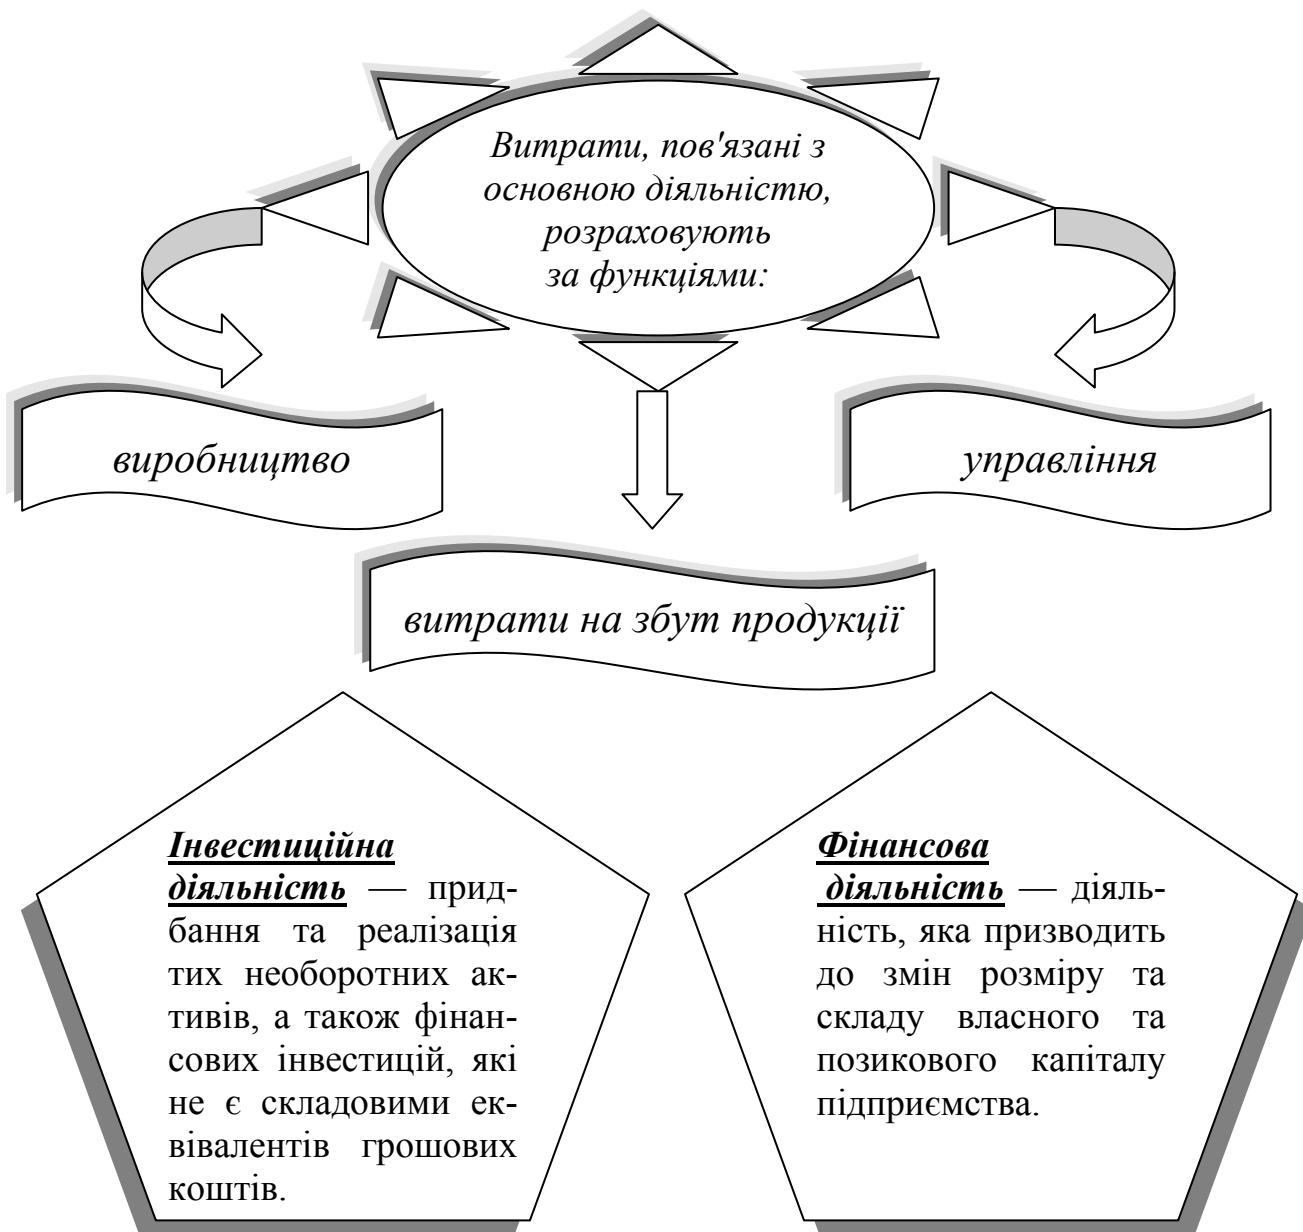 Витрати, пов'язані з
основною діяльністю,
розраховують
за функціями:
виробництво
управління
витрати на збут продукції
Інвестиційна
діяльність — прид-
бання та реалізація
тих необоротних ак-
тивів, а також фінан-
сових інвестицій, які
не є складовими ек-
вівалентів грошових
коштів.
Фінансова
діяльність — діяль-
ність, яка призводить
до змін розміру та
складу власного та
позикового капіталу
підприємства.